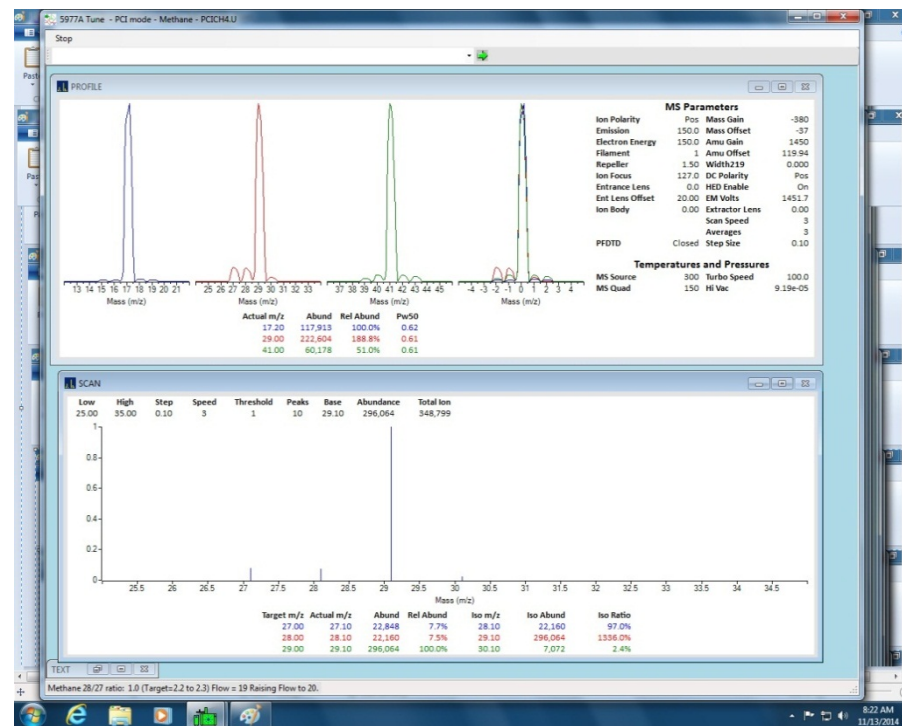 5977A Tune - PCI mode - Methane - PCICH4.U
Stop
Past
PROFILE
13 14 15 16 17 18 19 20 21
Mass (m/z)
25 26 27 28 29 30 31 32 33
Mass (m/z)
37 38 39 40 41 42 43 44 45
Mass (m/z)
-4 -3 -2 -1 0 1 2 3 4
Mass (m/z)
MS Parameters
Ion Polarity Pos Mass Gain -380
Emission 150.0 Mass Offset -37
Electron Energy 150.0 Amu Gain 1450
Filament 1 Amu Offset 119.94
Repeller 1.50 Width219 0.000
Ion Focus 127.0 DC Polarity Pos
Entrance Lens 0.0 HED Enable On
Ent Lens Offset 20.00 EM Volts 1451.7
Ion Body 0.00 Extractor Lens 0.00
Scan Speed 3
Averages 3
PFDTD Closed Step Size 0.10
Temperatures and Pressures
MS Source 300 Turbo Speed 100.0
MS Quad 150 Hi Vac 9.19e-05
Actual m/z Abund Rel Abund Pw50
17.20 117,913 100.0% 0.62
29.00 222,604 188.8% 0.61
41.00 60,178 51.0% 0.61
SCAN
Low High Step Speed Threshold Peaks Base Abundance Total Ion
25.00 35.00 0.10 3 1 10 29.10 296,064 348,799
1
0.8
0.6
0.4
0.2
0
25.5 26 26.5 27 27.5 28 28.5 29 29.5 30 30.5 31 31.5 32 32.5 33 33.5 34 34.5
Mass (m/z)
Target m/z Actual m/z Abund Rel Abund Iso m/z Iso Abund Iso Ratio
27.00 27.10 22,848 7.7% 28.10 22,160 97.0%
28.00 28.10 22,160 7.5% 29.10 296,064 1336.0%
29.00 29.10 296,064 100.0% 30.10 7,072 2.4%
TEXT
Methane 28/27 ratio: 1.0 (Target=2.2 to 2.3) Flow = 19 Raising Flow to 20.
8:22 AM
11/13/2014